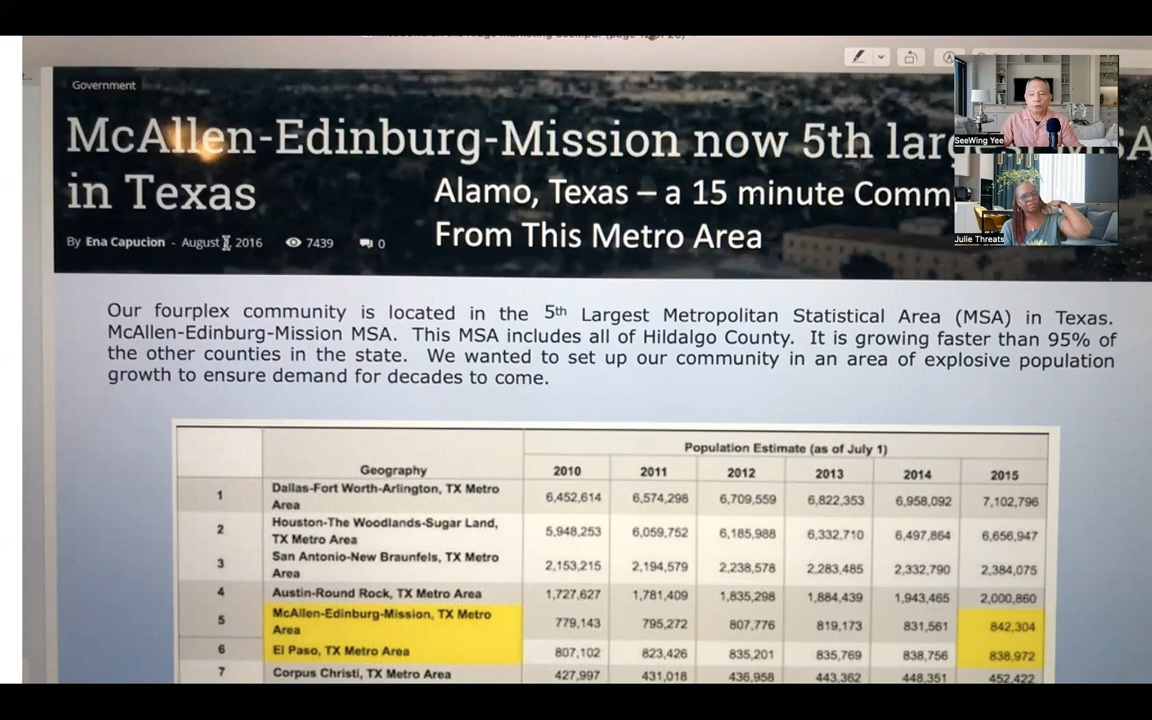 Government
McAllen-Edinburg-Mission now 5th
in Texas
Alamo, Texas – a 15 minute Comm
From This Metro Area
By Ena Capucion - August 2016 7439 0
SeeWing Yee
Julie Threats
Our fourplex community is located in the 5th Largest Metropolitan Statistical Area (MSA) in Texas.
McAllen-Edinburg-Mission MSA. This MSA includes all of Hildalgo County. It is growing faster than 95% of
the other counties in the state. We wanted to set up our community in an area of explosive population
growth to ensure demand for decades to come.
Population Estimate (as of July 1)
Geography 2010 2011 2012 2013 2014 2015
1 Dallas-Fort Worth-Arlington, TX Metro Area 6,452,614 6,574,298 6,709,559 6,822,353 6,958,092 7,102,796
2 Houston-The Woodlands-Sugar Land, TX Metro Area 5,948,253 6,059,752 6,185,988 6,332,710 6,497,864 6,656,947
3 San Antonio-New Braunfels, TX Metro Area 2,153,215 2,194,579 2,238,578 2,283,485 2,332,790 2,384,075
4 Austin-Round Rock, TX Metro Area 1,727,627 1,781,409 1,835,298 1,884,439 1,943,465 2,000,860
5 McAllen-Edinburg-Mission, TX Metro Area 779,143 795,272 807,776 819,173 831,561 842,304
6 El Paso, TX Metro Area 807,102 823,426 835,201 835,769 838,756 838,972
7 Corpus Christi, TX Metro Area 427,997 431,018 436,958 443,362 448,351 452,422